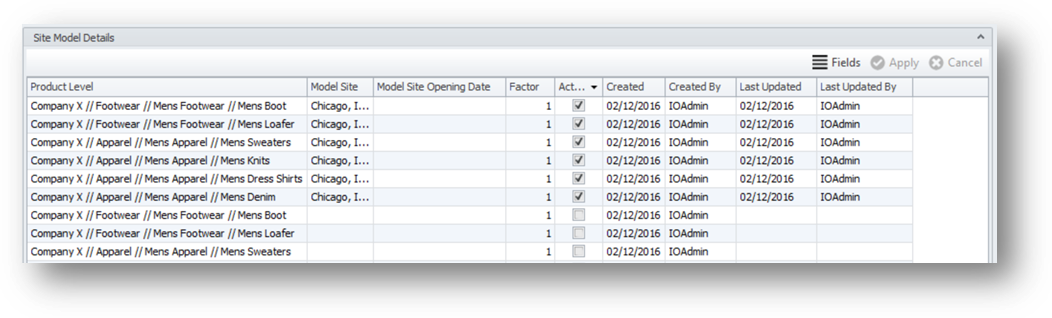 Site Model Details
Fields Apply Cancel
Product Level Model Site Model Site Opening Date Factor Act... Created Created By Last Updated Last Updated By
Company X // Footwear // Mens Footwear // Mens Boot Chicago, I... 1 02/12/2016 IOAdmin 02/12/2016 IOAdmin
Company X // Footwear // Mens Footwear // Mens Loafer Chicago, I... 1 02/12/2016 IOAdmin 02/12/2016 IOAdmin
Company X // Apparel // Mens Apparel // Mens Sweaters Chicago, I... 1 02/12/2016 IOAdmin 02/12/2016 IOAdmin
Company X // Apparel // Mens Apparel // Mens Knits Chicago, I... 1 02/12/2016 IOAdmin 02/12/2016 IOAdmin
Company X // Apparel // Mens Apparel // Mens Dress Shirts Chicago, I... 1 02/12/2016 IOAdmin 02/12/2016 IOAdmin
Company X // Apparel // Mens Apparel // Mens Denim Chicago, I... 1 02/12/2016 IOAdmin 02/12/2016 IOAdmin
Company X // Footwear // Mens Footwear // Mens Boot 1 02/12/2016 IOAdmin
Company X // Footwear // Mens Footwear // Mens Loafer 1 02/12/2016 IOAdmin
Company X // Apparel // Mens Apparel // Mens Sweaters 1 02/12/2016 IOAdmin